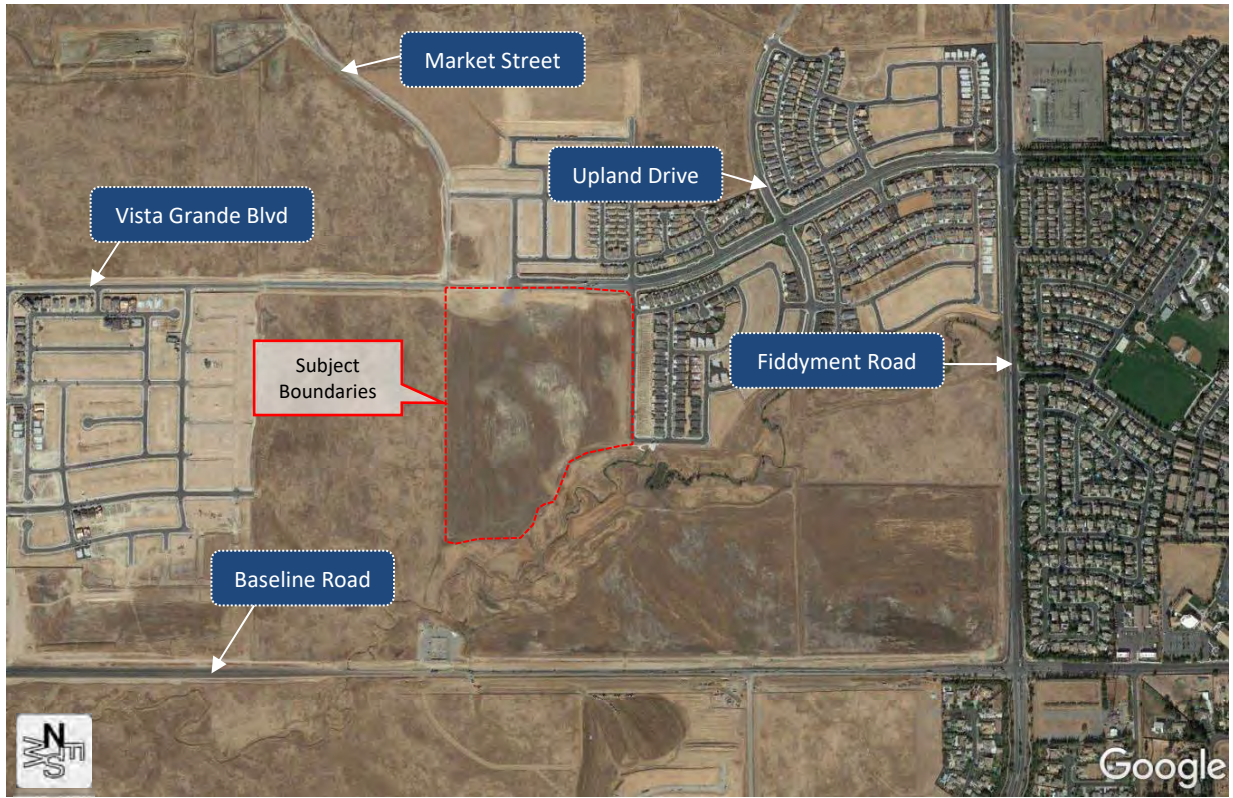 Market Street
Upland Drive
Vista Grande Blvd
Subject
Boundaries
Fiddyment Road
Baseline Road
N
W
E
S
Google